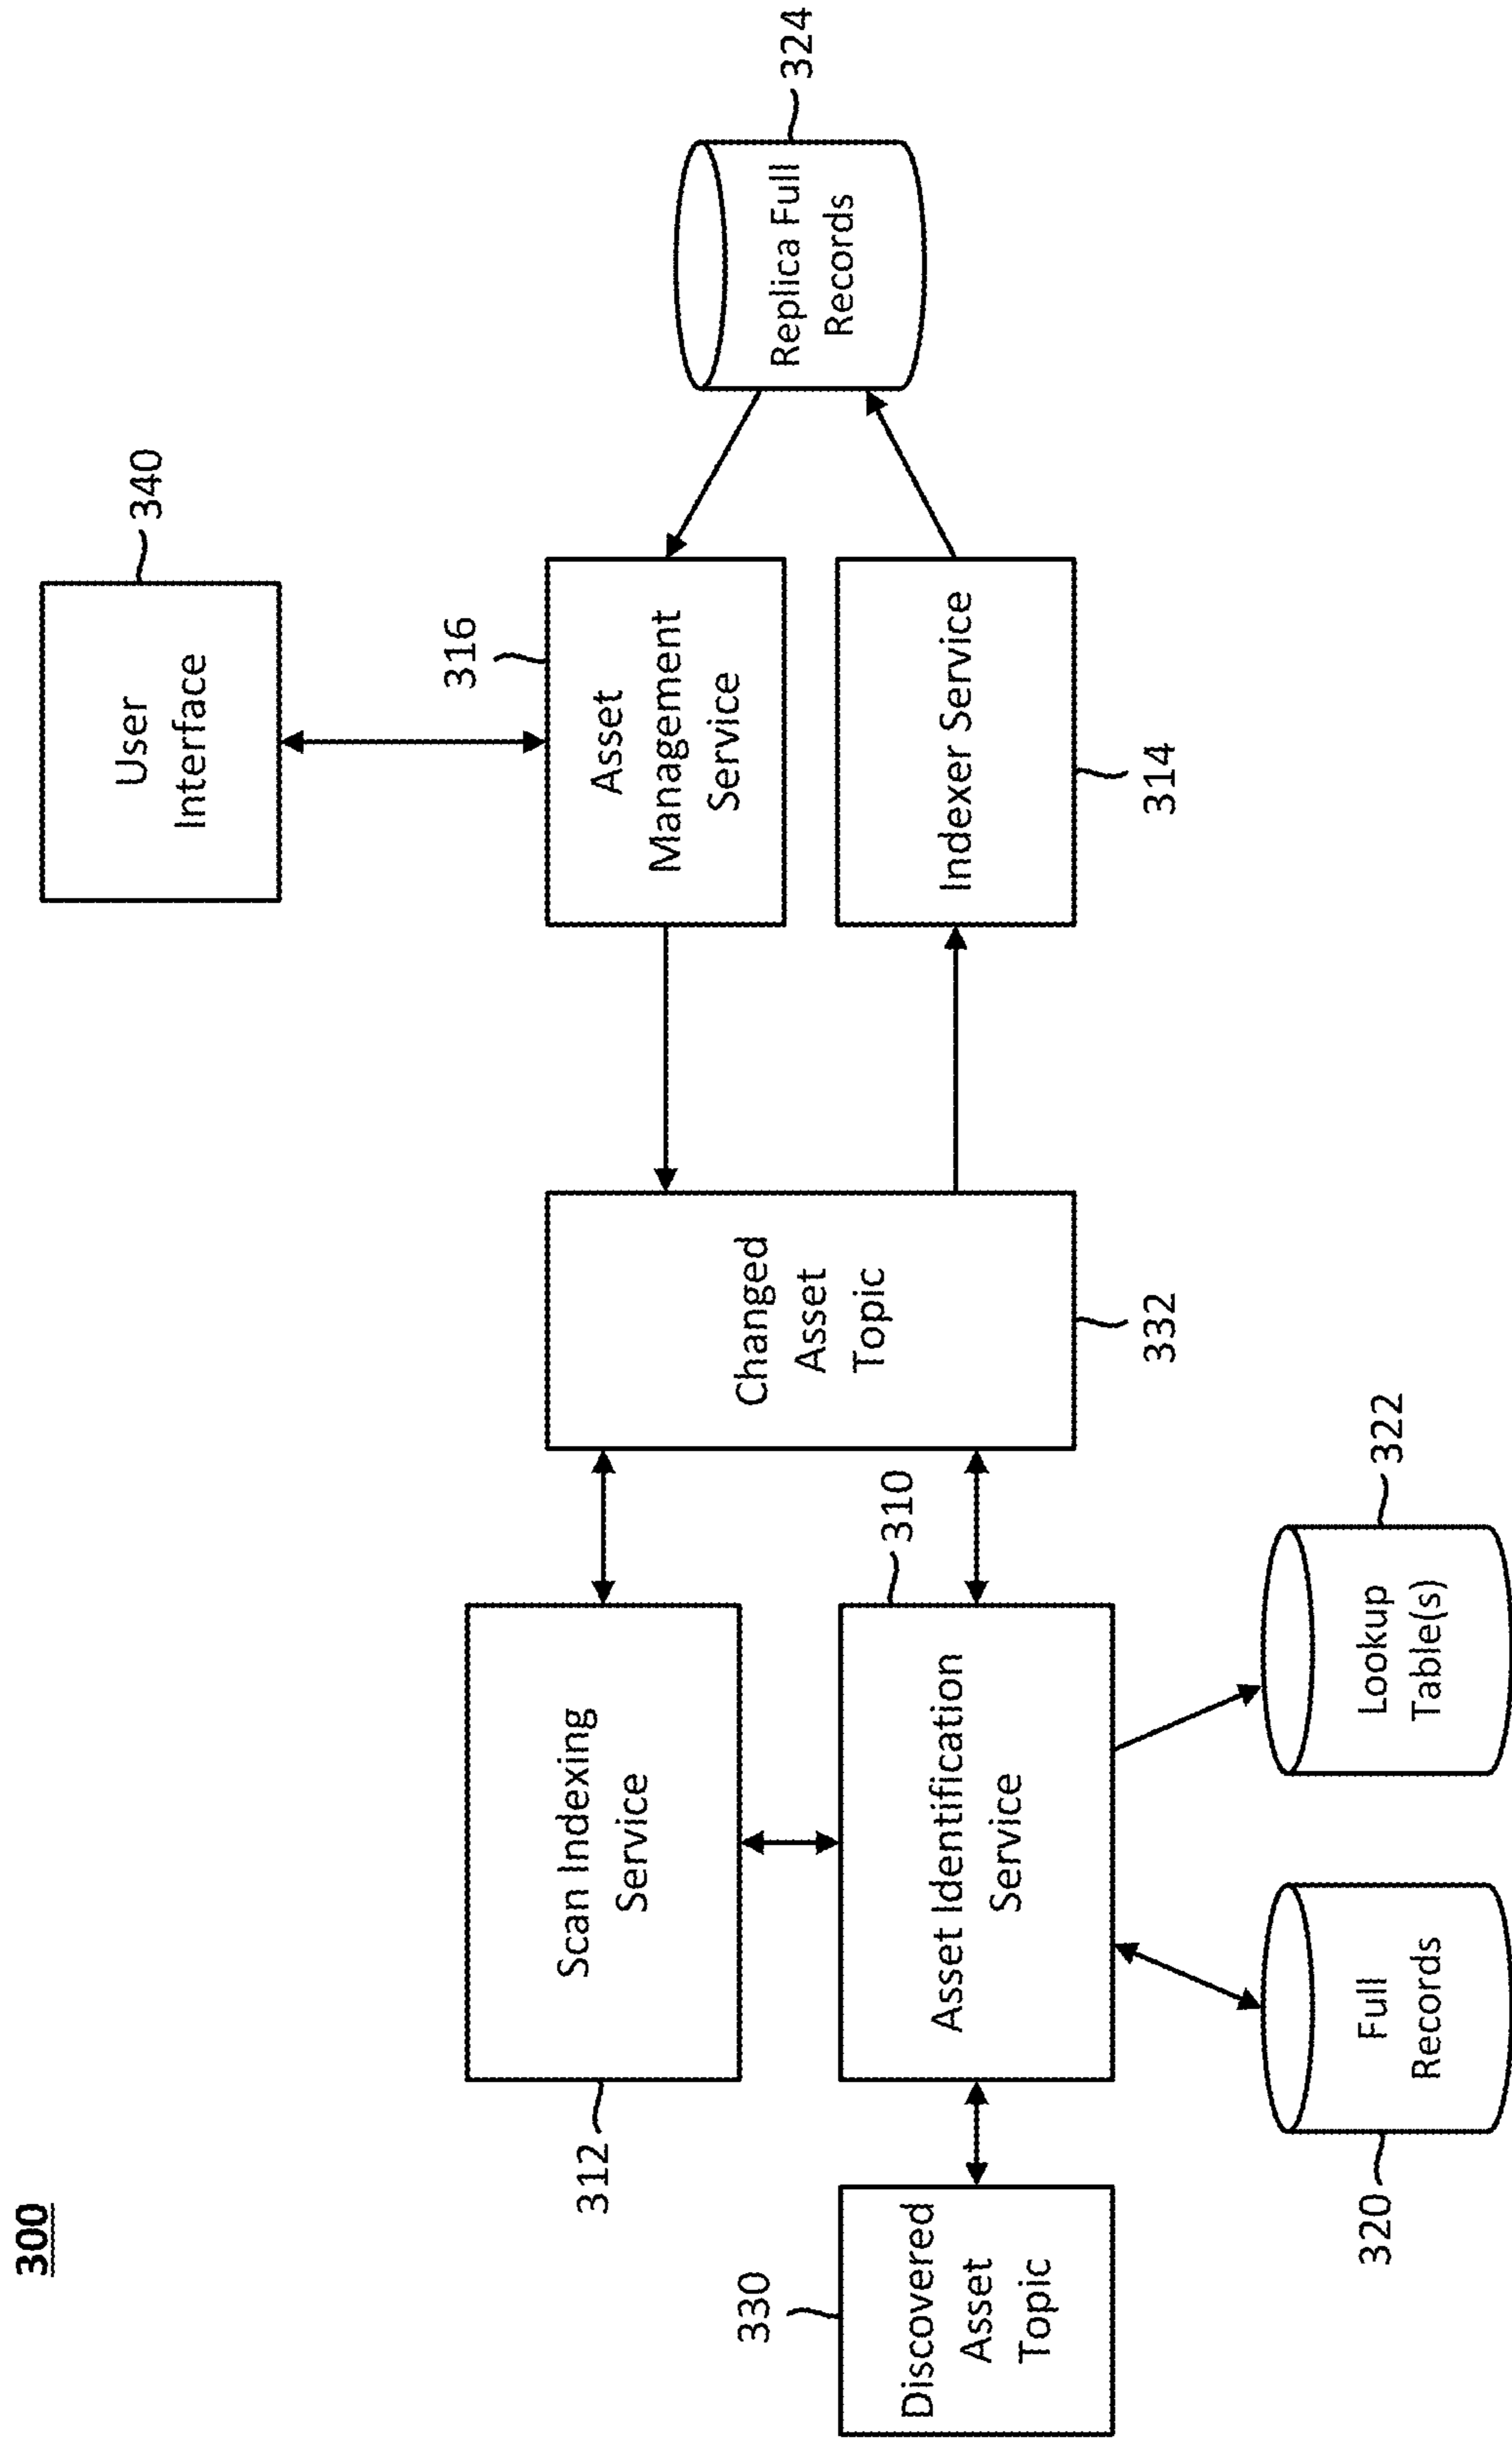 300
User
Interface
340
316
Asset
Management
Service
Replica Full
Records
324
Changed
Asset
Topic
332
Indexer Service
314
312
Scan Indexing
Service
310
330
Discovered
Asset
Topic
Asset Identification
Service
320
Full
Records
Lookup
Table(s)
322